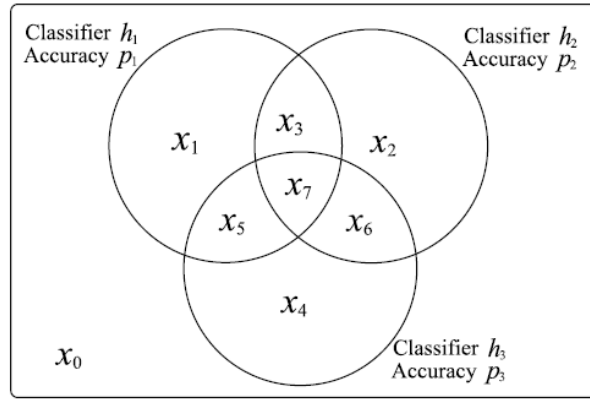 Classifier h₁
Accuracy p₁
Classifier h₂
Accuracy p₂
x₃
x₁
x₂
x₇
x₅
x₆
x₄
x₀
Classifier h₃
Accuracy p₃